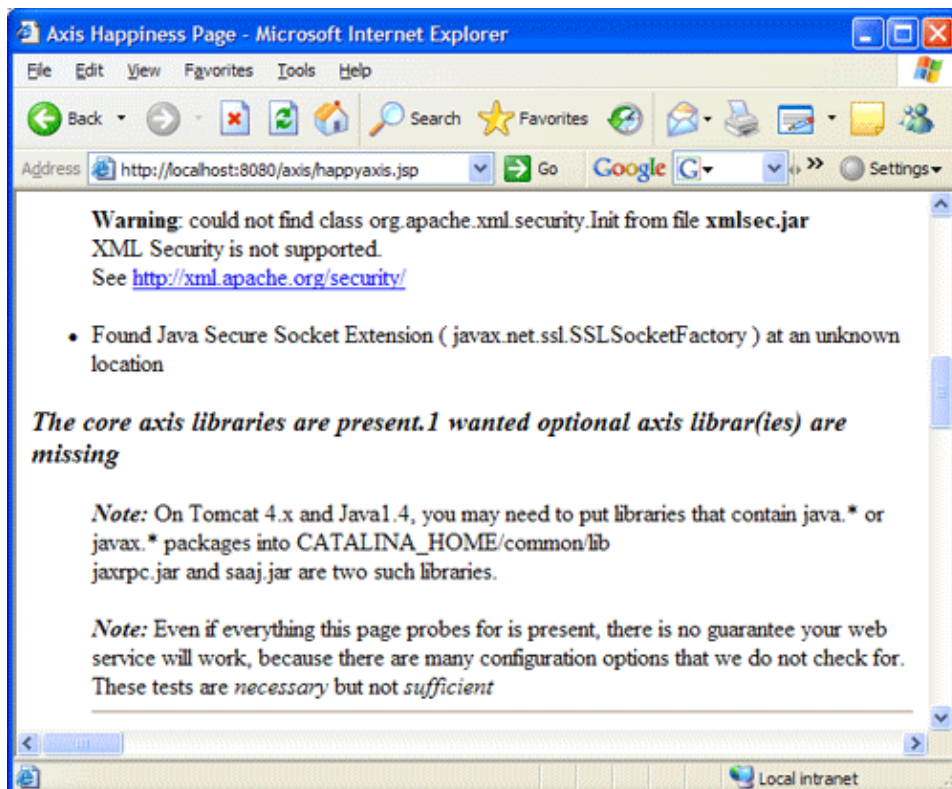 Axis Happiness Page - Microsoft Internet Explorer
File Edit View Favorites Tools Help
Back Search Favorites
Address http://localhost:8080/axis/happyaxis.jsp Go Google G Settings
Warning: could not find class org.apache.xml.security.Init from file xmlsec.jar
XML Security is not supported.
See http://xml.apache.org/security/
• Found Java Secure Socket Extension ( javax.net.ssl.SSLSocketFactory ) at an unknown
location
The core axis libraries are present.1 wanted optional axis librar(ies) are
missing
Note: On Tomcat 4.x and Java1.4, you may need to put libraries that contain java.* or
javax.* packages into CATALINA_HOME/common/lib
jaxrpc.jar and saaj.jar are two such libraries.
Note: Even if everything this page probes for is present, there is no guarantee your web
service will work, because there are many configuration options that we do not check for.
These tests are necessary but not sufficient
Local intranet